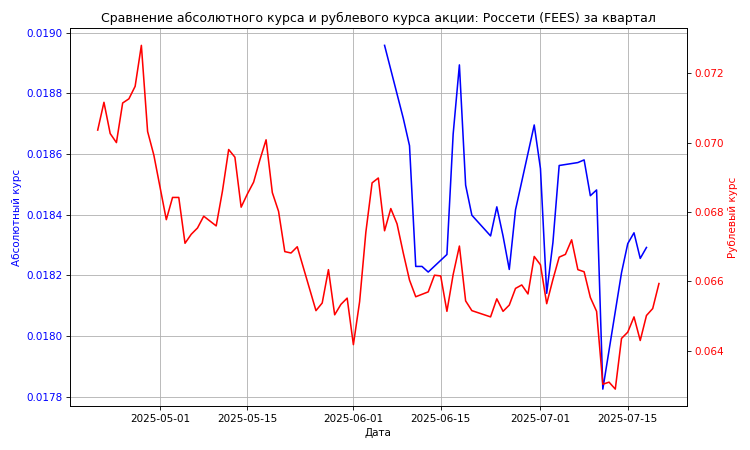 Сравнение абсолютного курса и рублевого курса акции: Россети (FEES) за квартал
0.0190
0.0188
0.0186
0.0184
0.0182
0.0180
0.0178
Абсолютный курс
0.072
0.070
0.068
0.066
0.064
Рублевый курс
2025-05-01 2025-05-15 2025-06-01 2025-06-15 2025-07-01 2025-07-15
Дата